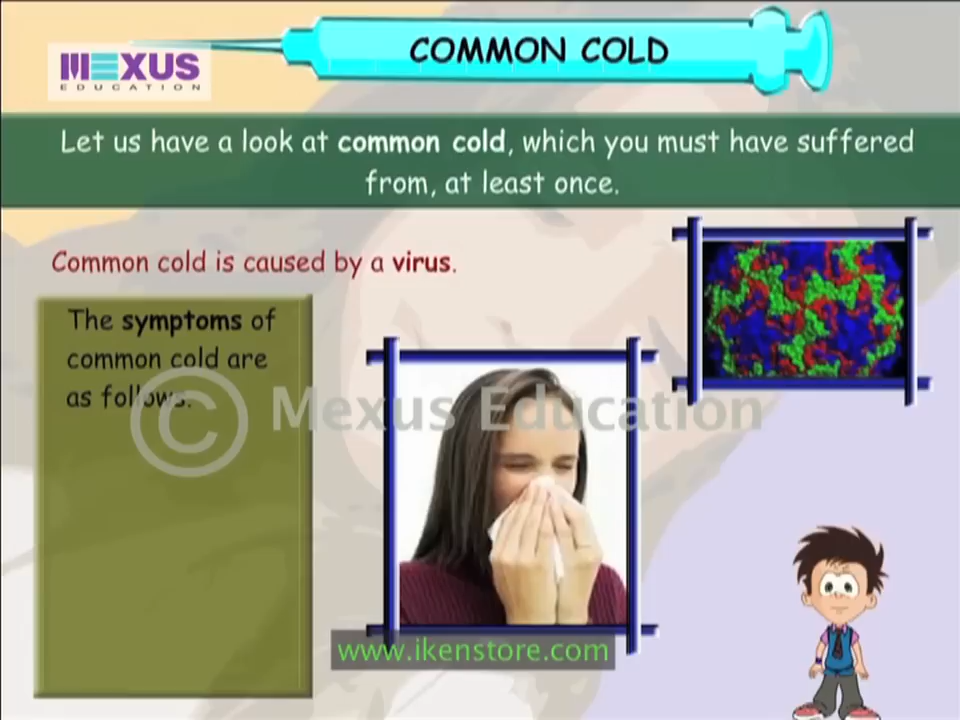 COMMON COLD
MEXUS
EDUCATION
Let us have a look at common cold, which you must have suffered
from, at least once.
Common cold is caused by a virus.
The symptoms of
common cold are
as follows.
© Mexus Education
www.ikenstore.com